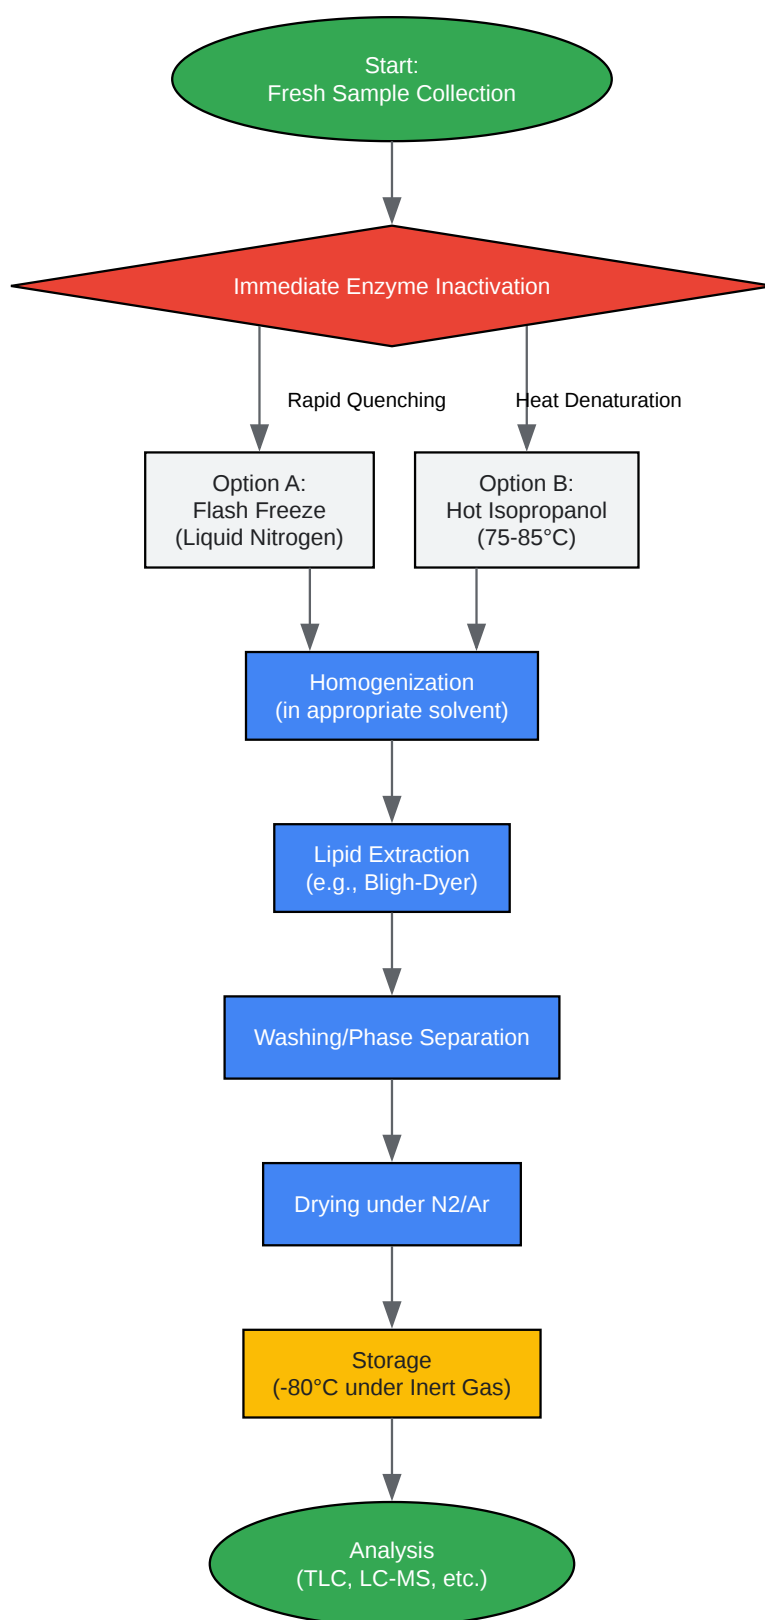 Start:
Fresh Sample Collection
Immediate Enzyme Inactivation
Rapid Quenching
Heat Denaturation
Option A:
Flash Freeze
(Liquid Nitrogen)
Option B:
Hot Isopropanol
(75-85°C)
Homogenization
(in appropriate solvent)
Lipid Extraction
(e.g., Bligh-Dyer)
Washing/Phase Separation
Drying under N2/Ar
Storage
(-80°C under Inert Gas)
Analysis
(TLC, LC-MS, etc.)